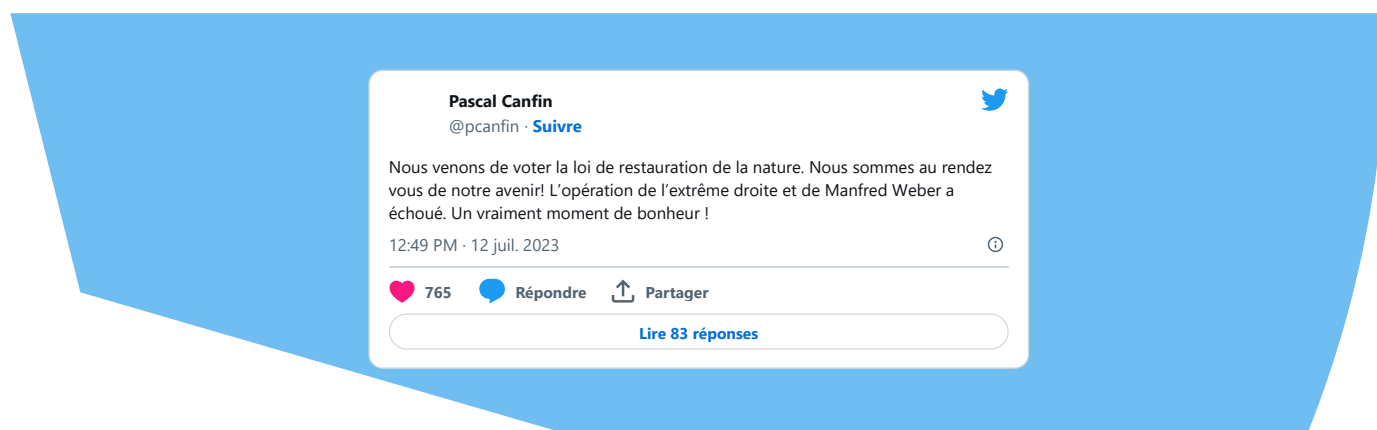 Pascal Canfin
@pcanfin · Suivre
Nous venons de voter la loi de restauration de la nature. Nous sommes au rendez
vous de notre avenir! L’opération de l’extrême droite et de Manfred Weber a
échoué. Un vraiment moment de bonheur !
12:49 PM · 12 juil. 2023
765 Répondre Partager
Lire 83 réponses